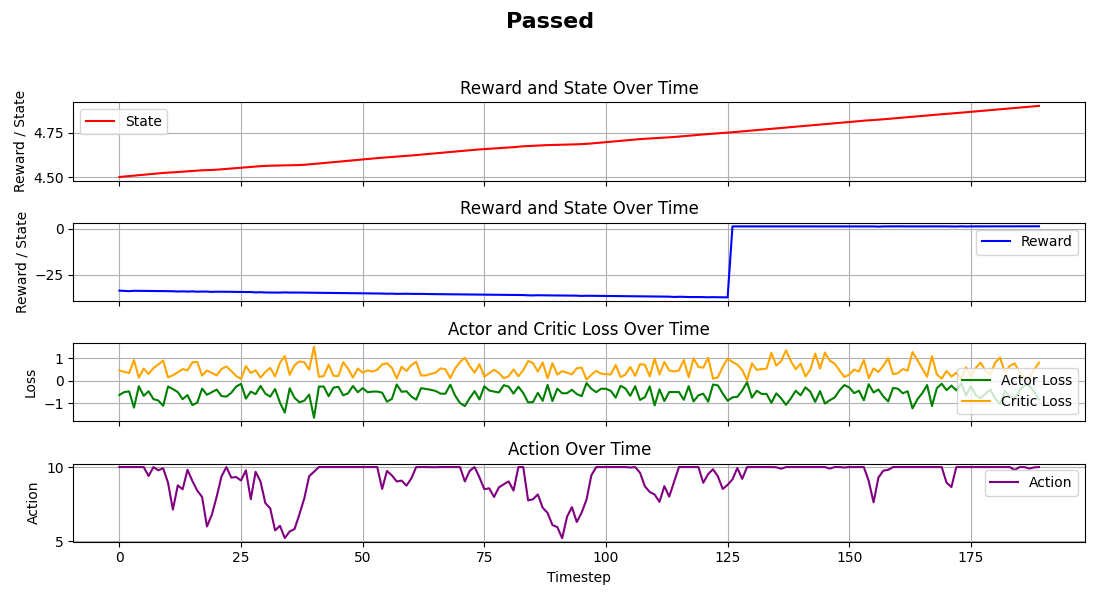 Passed
Reward and State Over Time
Reward / State
4.75
4.50
State
Reward and State Over Time
Reward / State
0
−25
Reward
Actor and Critic Loss Over Time
Loss
1
0
−1
Actor Loss
Critic Loss
Action Over Time
Action
10
5
Action
0 25 50 75 100 125 150 175
Timestep